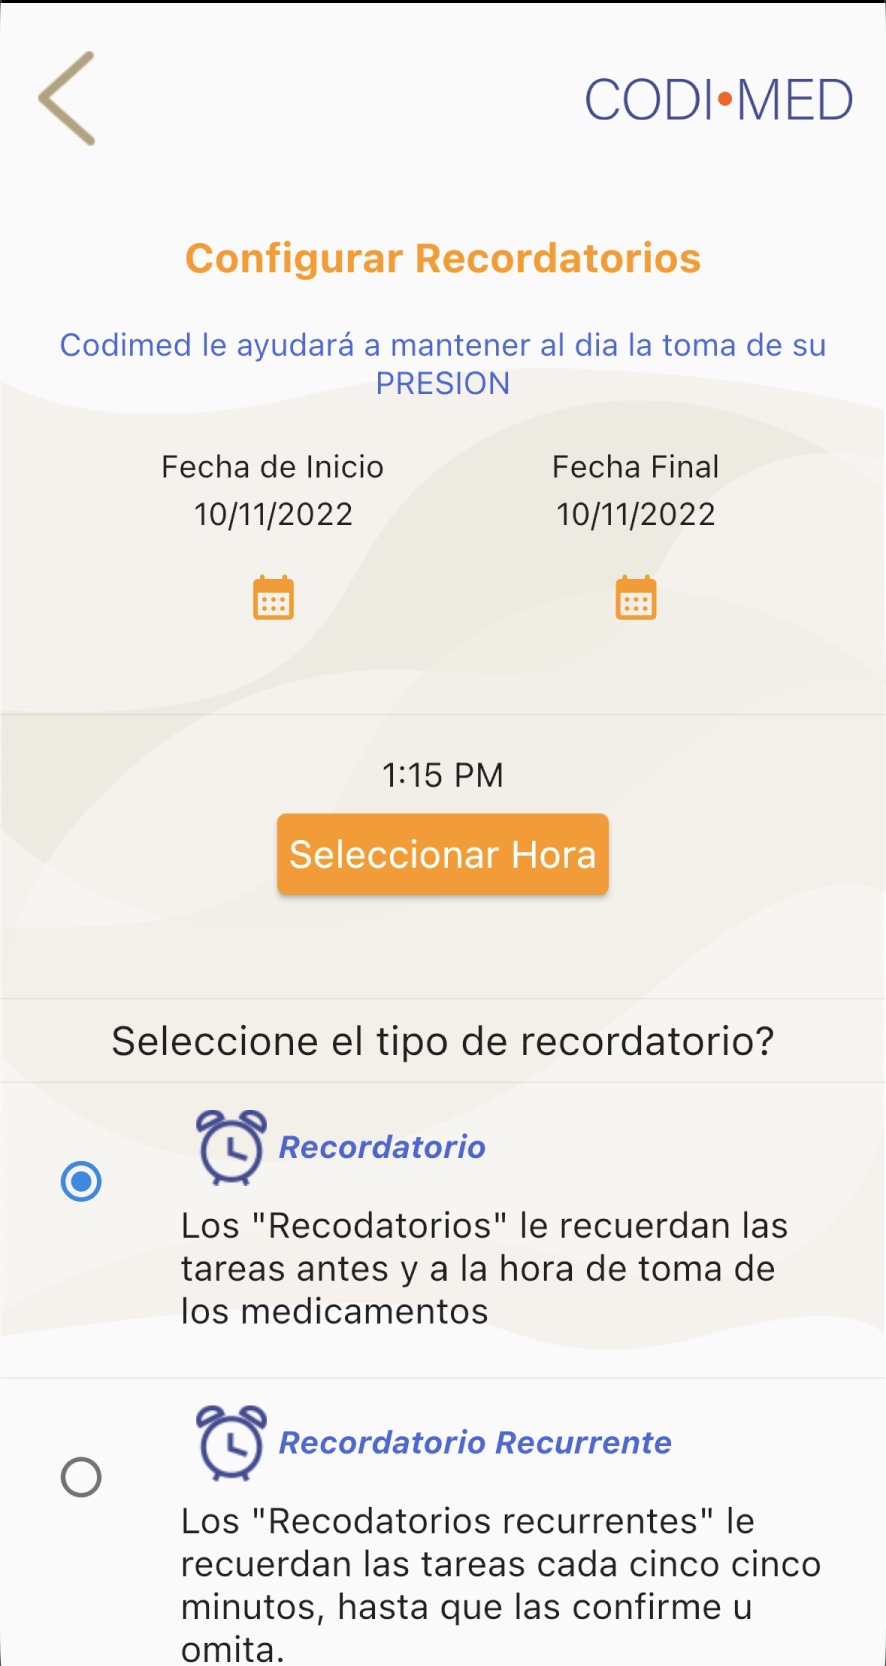 CODI•MED
Configurar Recordatorios
Codimed le ayudará a mantener al dia la toma de su
PRESION
Fecha de Inicio
10/11/2022
Fecha Final
10/11/2022
1:15 PM
Seleccionar Hora
Seleccione el tipo de recordatorio?
Recordatorio
Los "Recodatorios" le recuerdan las
tareas antes y a la hora de toma de
los medicamentos
Recordatorio Recurrente
Los "Recodatorios recurrentes" le
recuerdan las tareas cada cinco cinco
minutos, hasta que las confirme u
omita.